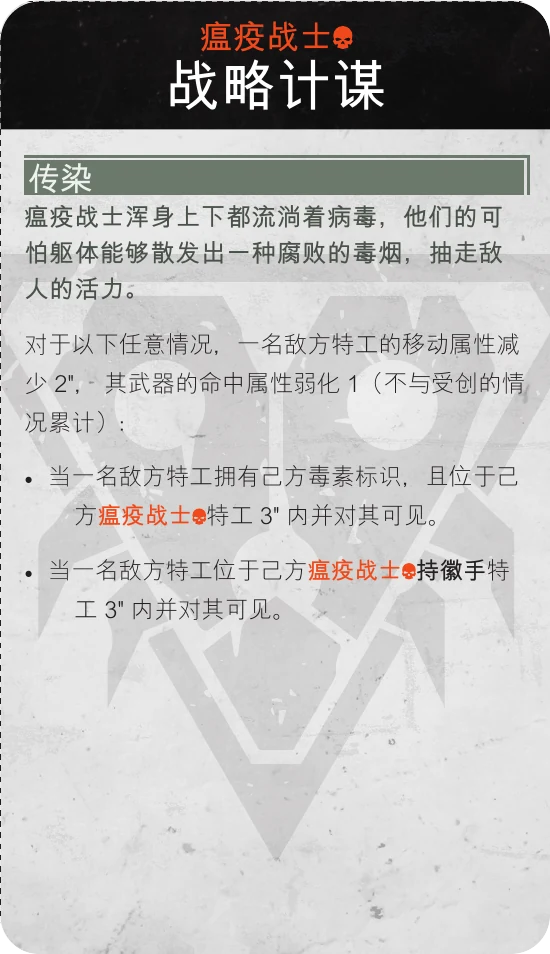 瘟疫战士
战略计谋
传染
瘟疫战士浑身上下都流淌着病毒，他们的可
怕躯体能够散发出一种腐败的毒烟，抽走敌
人的活力。
对于以下任意情况，一名敌方特工的移动属性减
少 2"，其武器的命中属性弱化 1（不与受创的情
况累计）：
• 当一名敌方特工拥有己方毒素标识，且位于己
方瘟疫战士特工 3" 内并对其可见。
• 当一名敌方特工位于己方瘟疫战士持徽手特
工 3" 内并对其可见。